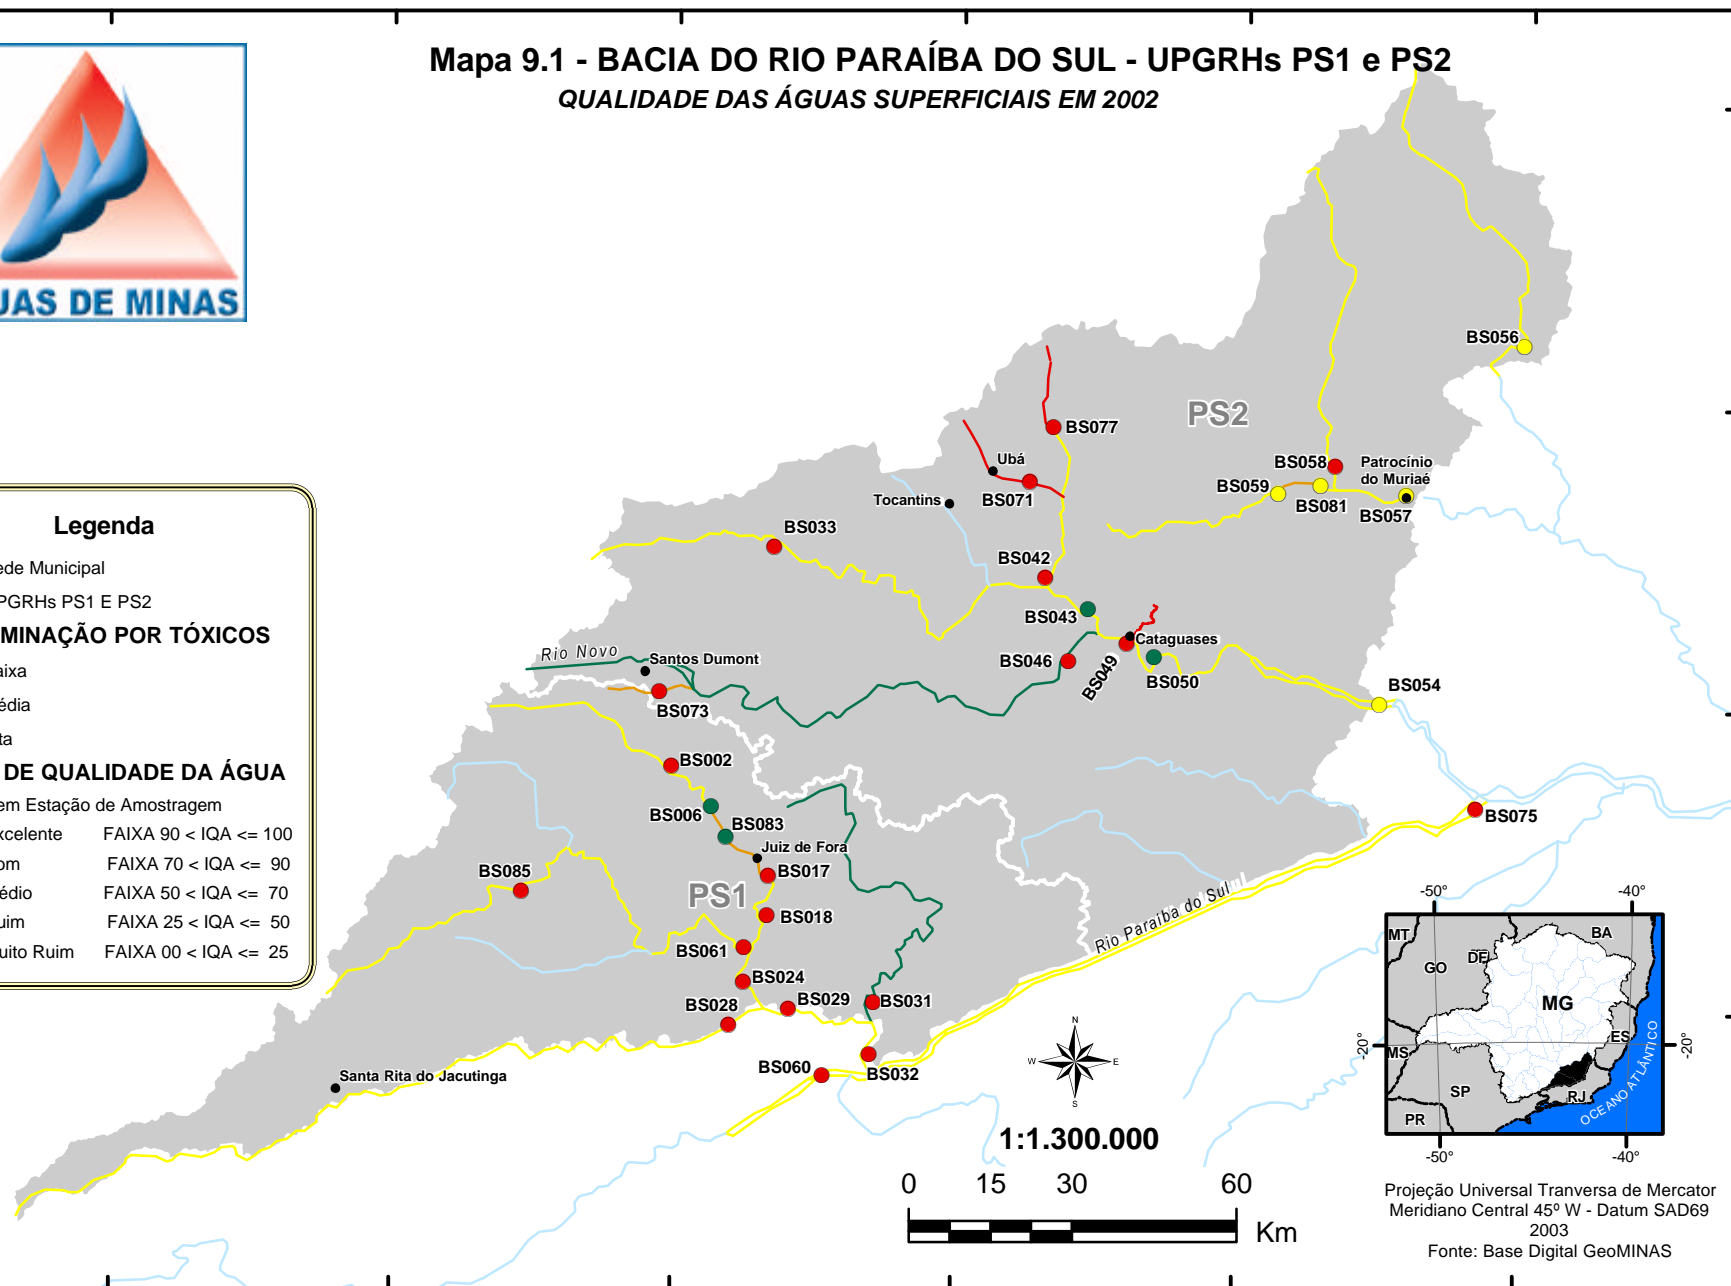 Mapa 9.1 - BACIA DO RIO PARAÍBA DO SUL - UPGRHs PS1 e PS2
QUALIDADE DAS ÁGUAS SUPERFICIAIS EM 2002
UAS DE MINAS
BS056
PS2
BS077
Ubá
BS071
Tocantins
BS058
Patrocínio
do Muriaé
BS059
BS081
BS057
BS033
BS042
BS043
Cataguases
BS046
BS049
BS050
Rio Novo
Santos Dumont
BS073
BS054
BS002
BS006
BS083
Juiz de Fora
BS075
BS085
BS017
PS1
BS018
BS061
BS024
BS028
BS029
BS031
Rio Paraíba do Sul
BS060
BS032
Santa Rita do Jacutinga
Legenda
ede Municipal
PGRHs PS1 E PS2
MINAÇÃO POR TÓXICOS
aixa
édia
ta
DE QUALIDADE DA ÁGUA
em Estação de Amostragem
xcelente FAIXA 90 < IQA <= 100
om FAIXA 70 < IQA <= 90
édio FAIXA 50 < IQA <= 70
uim FAIXA 25 < IQA <= 50
uito Ruim FAIXA 00 < IQA <= 25
N
W E
S
1:1.300.000
0 15 30 60
Km
-50° -40°
MT
BA
DF
GO
MG
ES
-20° -20°
MS
SP
RJ
PR
OCEANO ATLÂNTICO
-50° -40°
Projeção Universal Tranversa de Mercator
Meridiano Central 45º W - Datum SAD69
2003
Fonte: Base Digital GeoMINAS